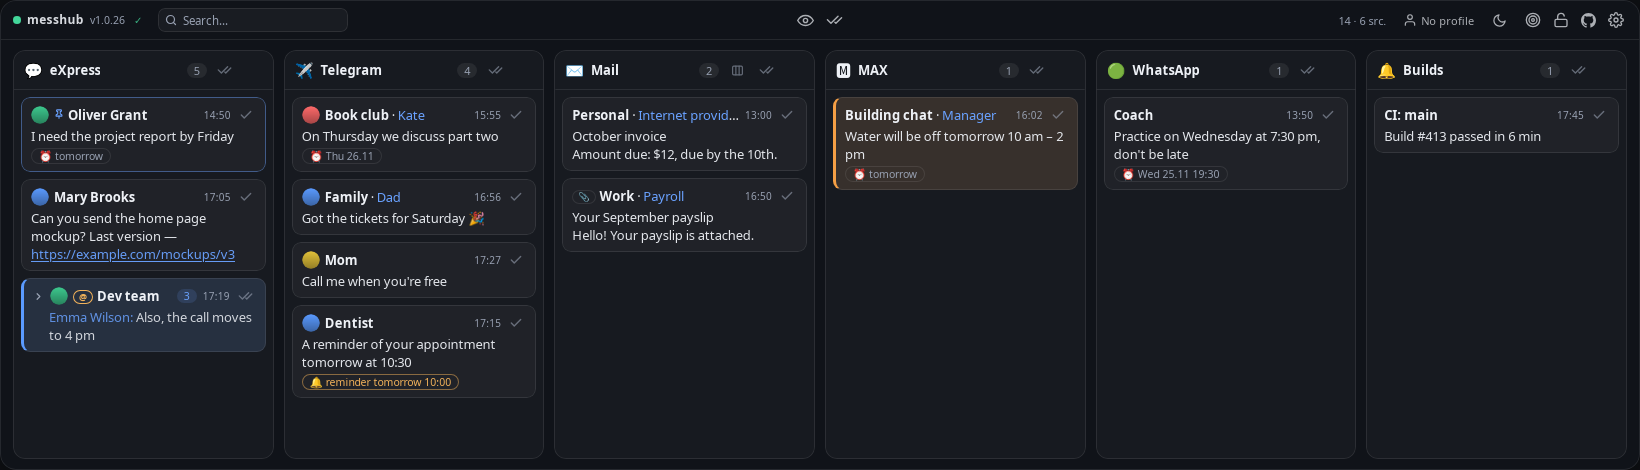 messhub v1.0.26 ✓ Search... 14 · 6 src. No profile
💬 eXpress 5
Oliver Grant 14:50
I need the project report by Friday
⏰ tomorrow
Mary Brooks 17:05
Can you send the home page
mockup? Last version —
https://example.com/mockups/v3
@ Dev team 3 17:19
Emma Wilson: Also, the call moves
to 4 pm
✈️ Telegram 4
Book club · Kate 15:55
On Thursday we discuss part two
⏰ Thu 26.11
Family · Dad 16:56
Got the tickets for Saturday 🎉
Mom 17:27
Call me when you're free
Dentist 17:15
A reminder of your appointment
tomorrow at 10:30
🔔 reminder tomorrow 10:00
✉️ Mail 2
Personal · Internet provid... 13:00
October invoice
Amount due: $12, due by the 10th.
📎 Work · Payroll 16:50
Your September payslip
Hello! Your payslip is attached.
M MAX 1
Building chat · Manager 16:02
Water will be off tomorrow 10 am – 2
pm
⏰ tomorrow
🟢 WhatsApp 1
Coach 13:50
Practice on Wednesday at 7:30 pm,
don't be late
⏰ Wed 25.11 19:30
🔔 Builds 1
CI: main 17:45
Build #413 passed in 6 min